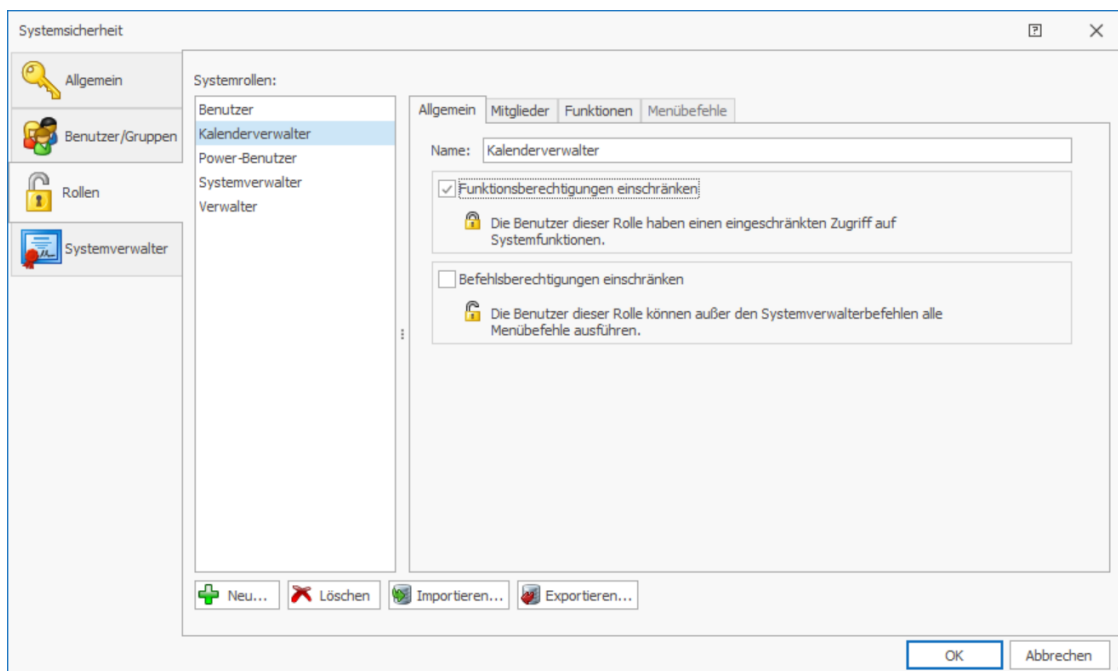 Systemsicherheit
Allgemein
Benutzer/Gruppen
Rollen
Systemverwalter
Systemrollen:
Benutzer
Kalenderverwalter
Power-Benutzer
Systemverwalter
Verwalter
Allgemein Mitglieder Funktionen Menübefehle
Name: Kalenderverwalter
Funktionsberechtigungen einschränken
Die Benutzer dieser Rolle haben einen eingeschränkten Zugriff auf
Systemfunktionen.
Befehlsberechtigungen einschränken
Die Benutzer dieser Rolle können außer den Systemverwalterbefehlen alle
Menübefehle ausführen.
Neu... Löschen Importieren... Exportieren...
OK Abbrechen